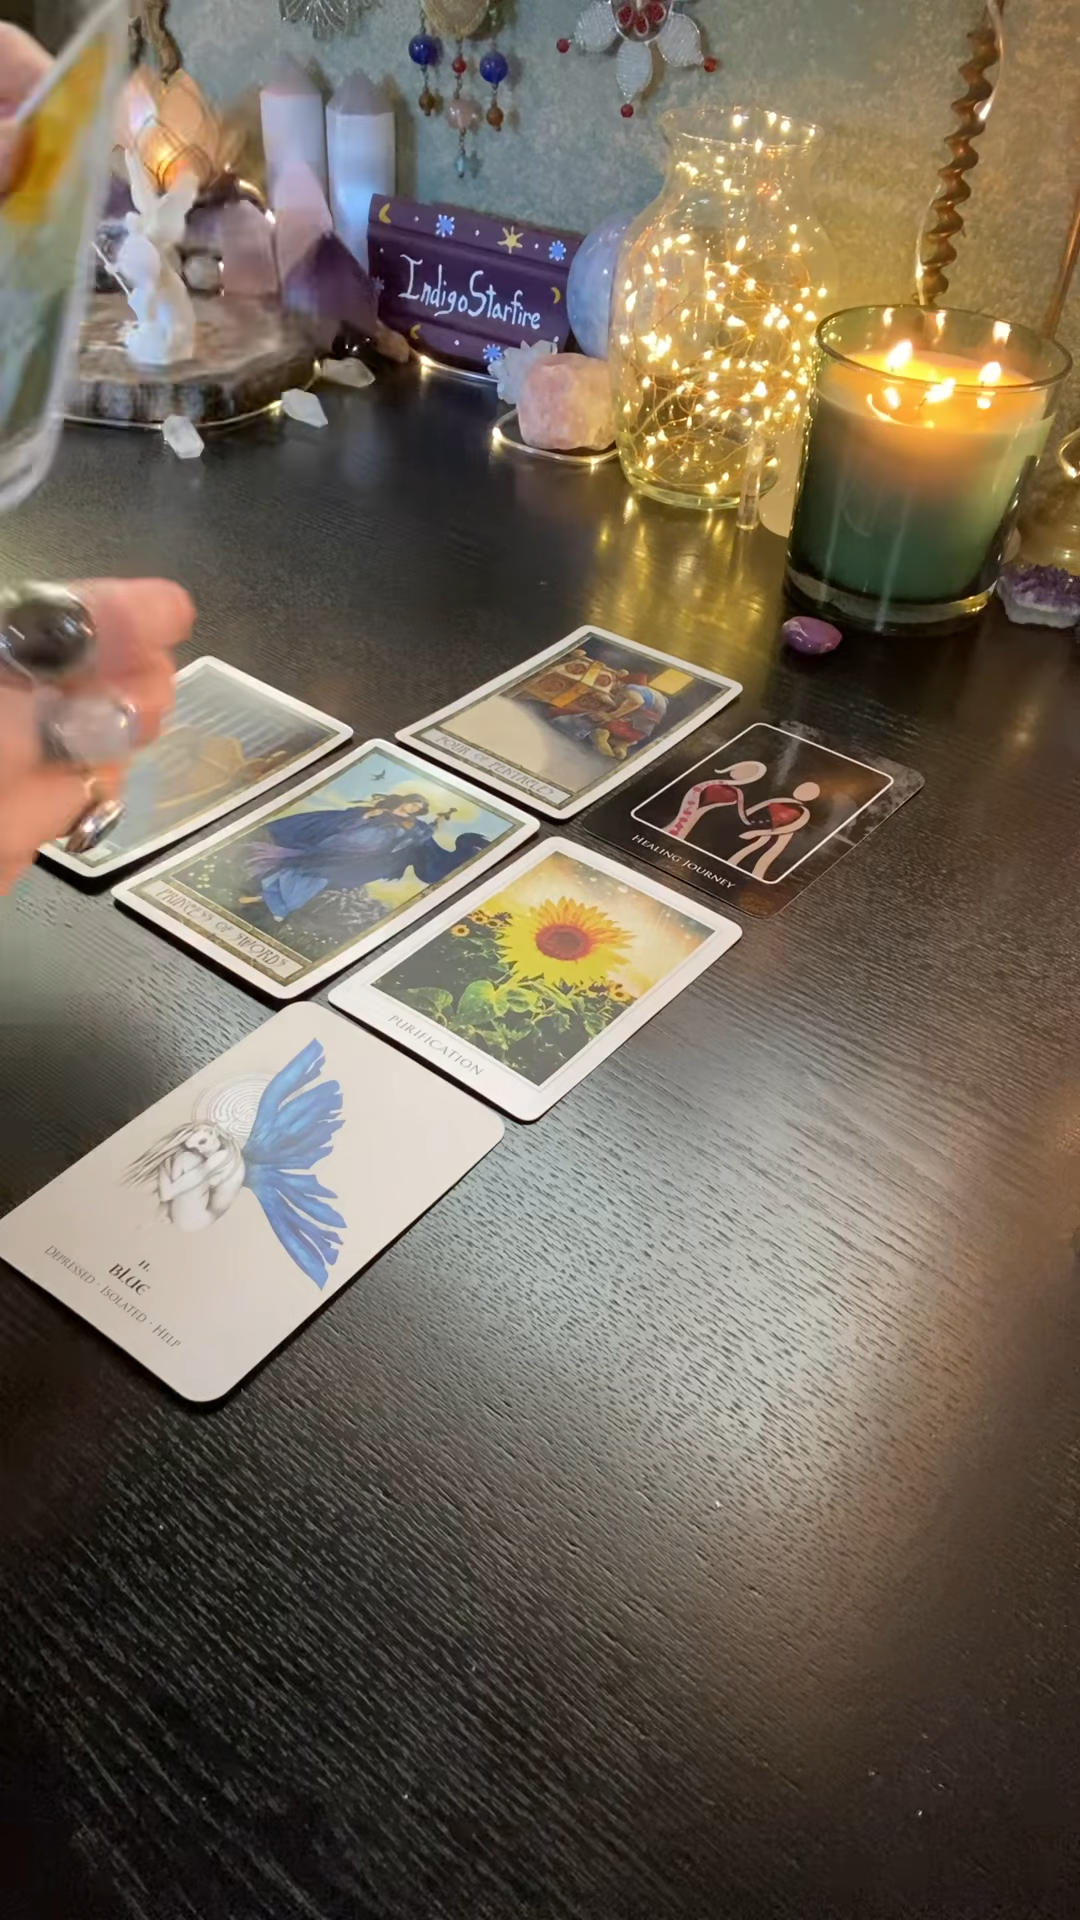 IndigoStarfire
FOUR OF PENTACLES
HEALING JOURNEY
PRINCESS OF SWORDS
PURIFICATION
11.
BLUE
DEPRESSED · ISOLATED · HELP